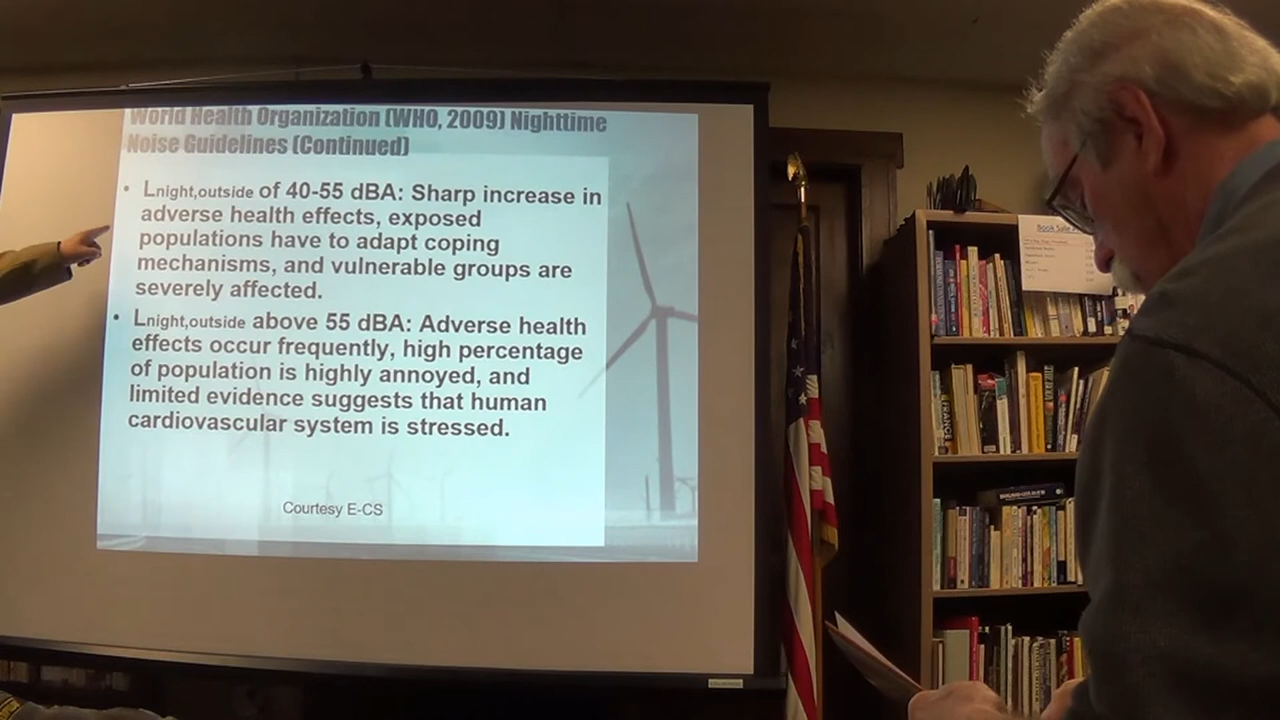 World Health Organization (WHO, 2009) Nighttime
Noise Guidelines (Continued)
• Lnight,outside of 40-55 dBA: Sharp increase in
adverse health effects, exposed
populations have to adapt coping
mechanisms, and vulnerable groups are
severely affected.
• Lnight,outside above 55 dBA: Adverse health
effects occur frequently, high percentage
of population is highly annoyed, and
limited evidence suggests that human
cardiovascular system is stressed.
Courtesy E-CS
Book Sale
FRANCE